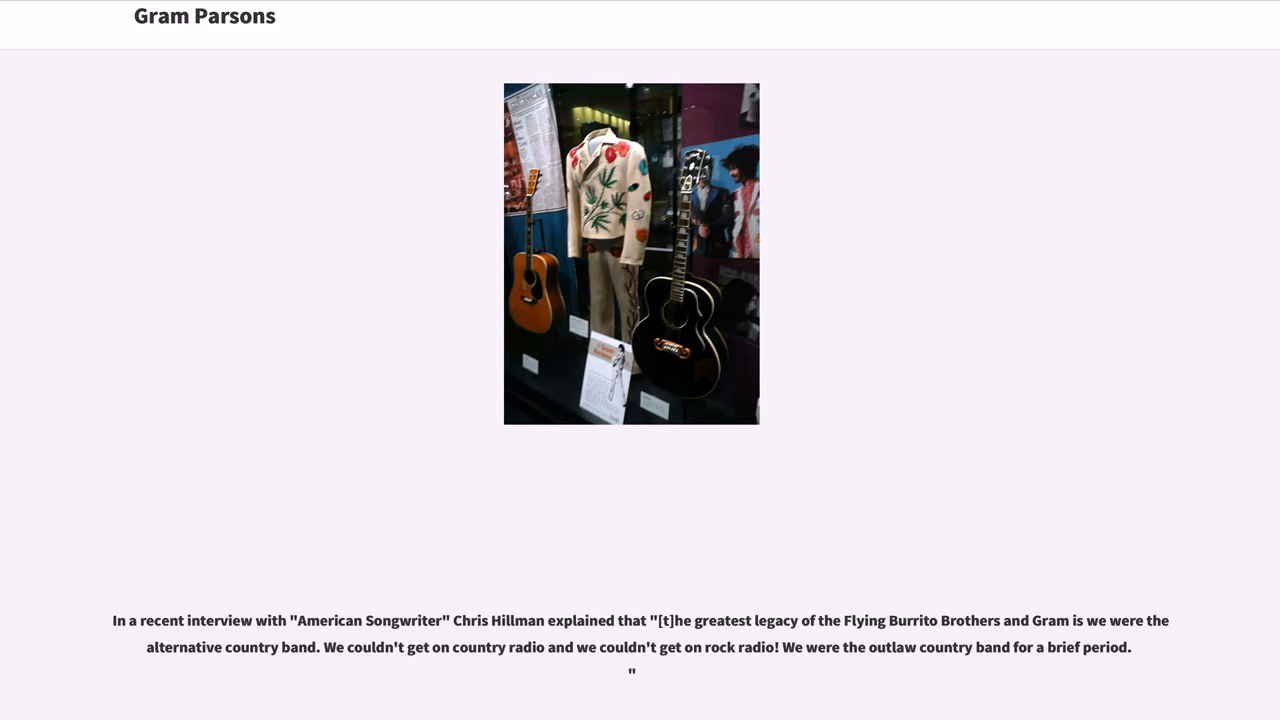 Gram Parsons
Gram
Parsons
In a recent interview with "American Songwriter" Chris Hillman explained that "[t]he greatest legacy of the Flying Burrito Brothers and Gram is we were the
alternative country band. We couldn't get on country radio and we couldn't get on rock radio! We were the outlaw country band for a brief period.
"